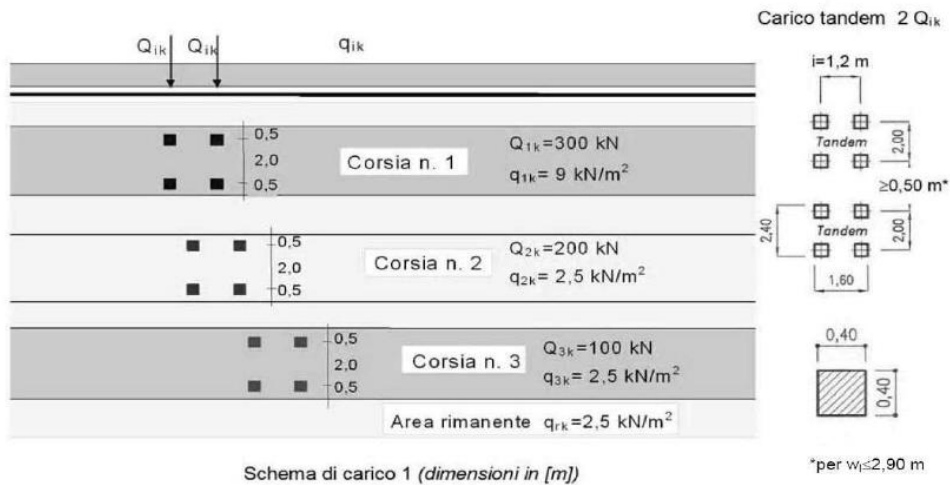 Carico tandem 2 Qik
Qik Qik qik
i=1,2 m
0,5
2,0
0,5
Corsia n. 1
Q1k=300 kN
q1k= 9 kN/m²
Tandem
2,00
≥0,50 m*
0,5
2,0
0,5
Corsia n. 2
Q2k=200 kN
q2k= 2,5 kN/m²
2,40
Tandem
2,00
1,60
0,5
2,0
0,5
Corsia n. 3
Q3k=100 kN
q3k= 2,5 kN/m²
0,40
0,40
Area rimanente qrk=2,5 kN/m²
Schema di carico 1 (dimensioni in [m])
*per wl≤2,90 m